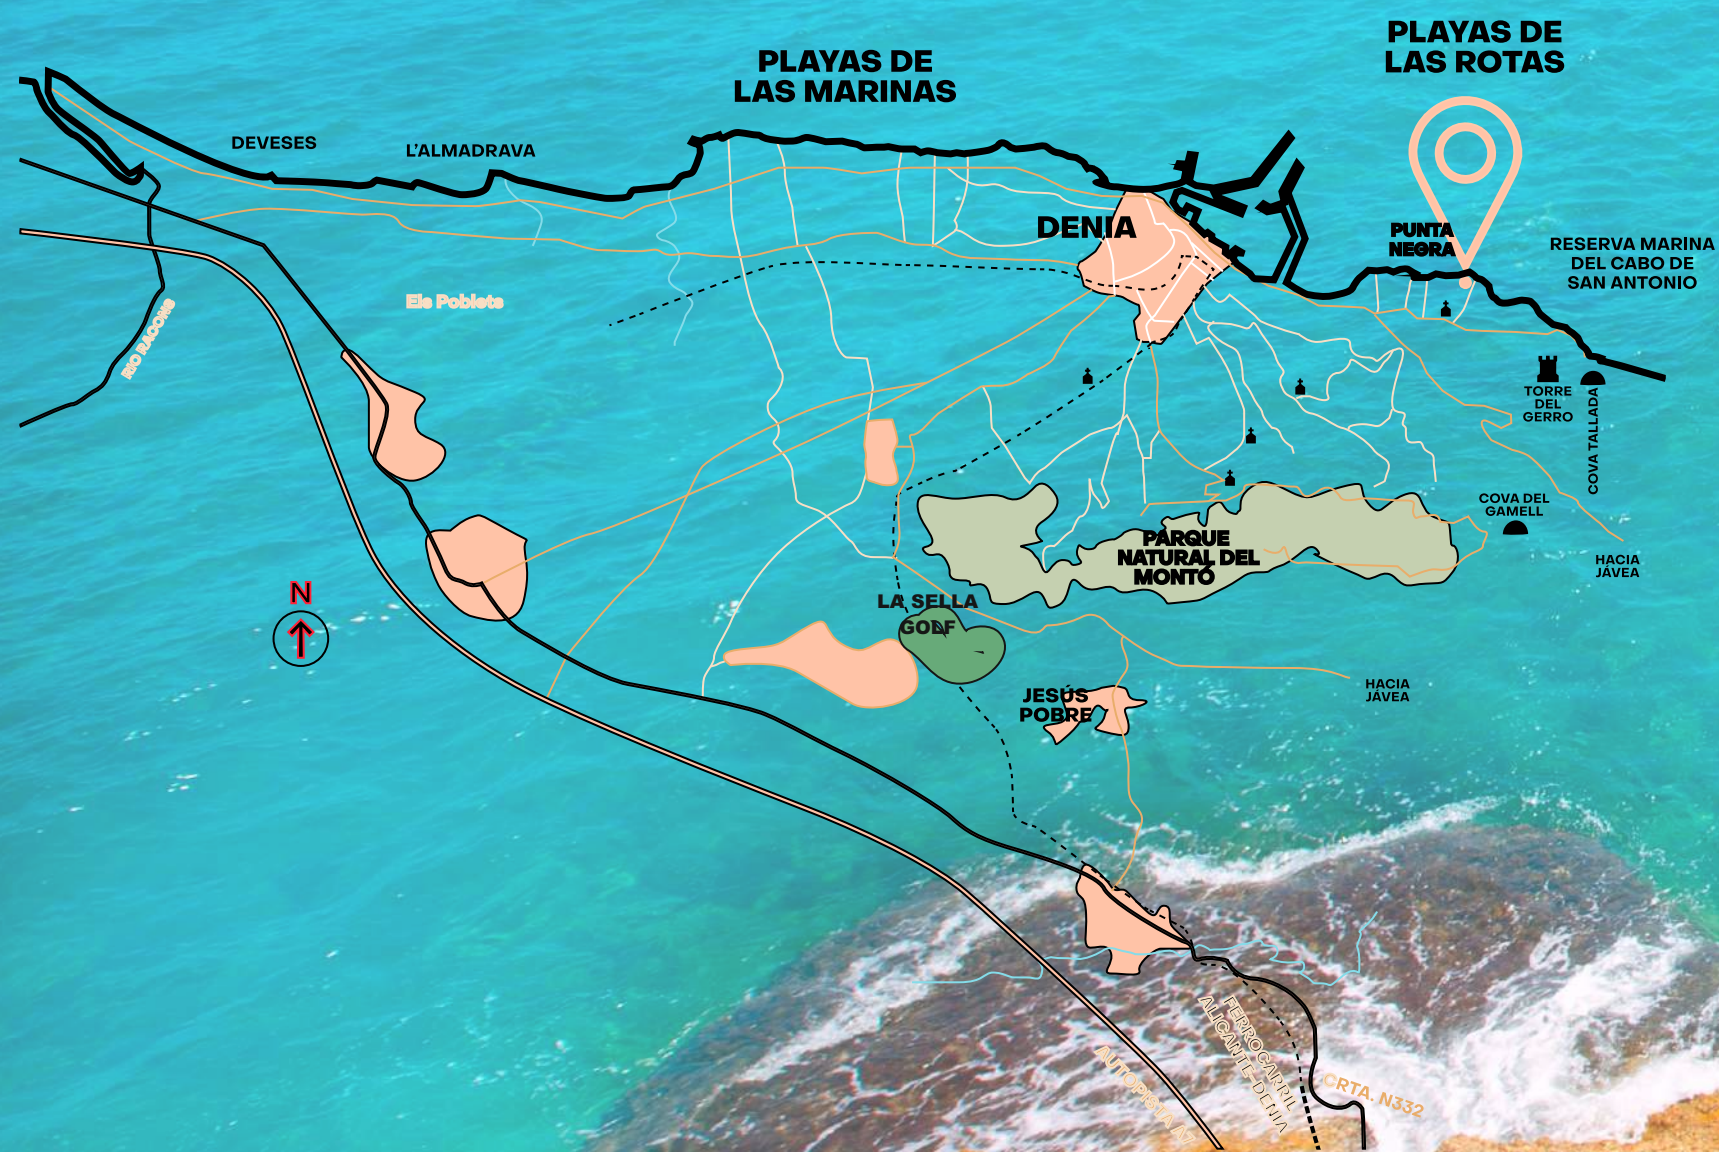 PLAYAS DE
LAS ROTAS
PLAYAS DE
LAS MARINAS
DEVESES
L'ALMADRAVA
DENIA
PUNTA
NEGRA
RESERVA MARINA
DEL CABO DE
SAN ANTONIO
Els Poblets
RIO RACONS
TORRE
DEL
GERRO
COVA TALLADA
COVA DEL
GAMELL
PARQUE
NATURAL DEL
MONTÓ
HACIA
JÁVEA
N
LA SELLA
GOLF
JESÚS
POBRE
HACIA
JÁVEA
FERROCARRIL
ALICANTE-DENIA
AUTOPISTA A7
CRTA. N332